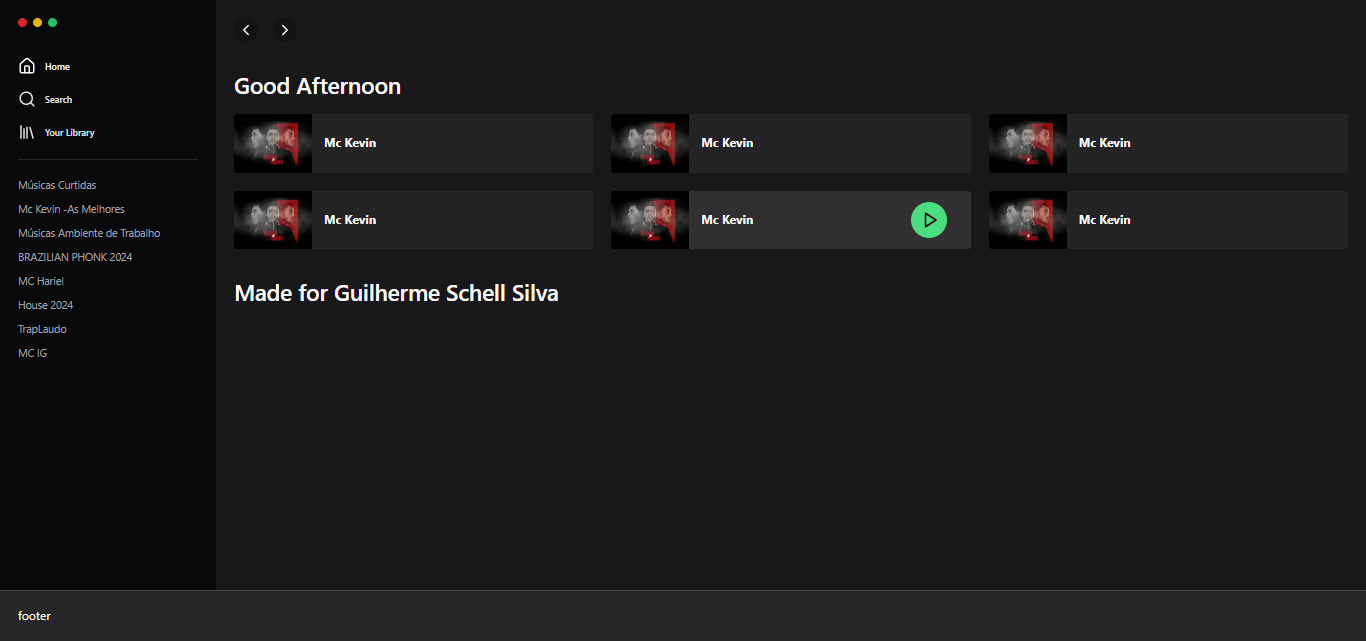 Home
Search
Your Library
Músicas Curtidas
Mc Kevin -As Melhores
Músicas Ambiente de Trabalho
BRAZILIAN PHONK 2024
MC Hariel
House 2024
TrapLaudo
MC IG
Good Afternoon
Mc Kevin
Mc Kevin
Mc Kevin
Mc Kevin
Mc Kevin
Mc Kevin
Made for Guilherme Schell Silva
footer